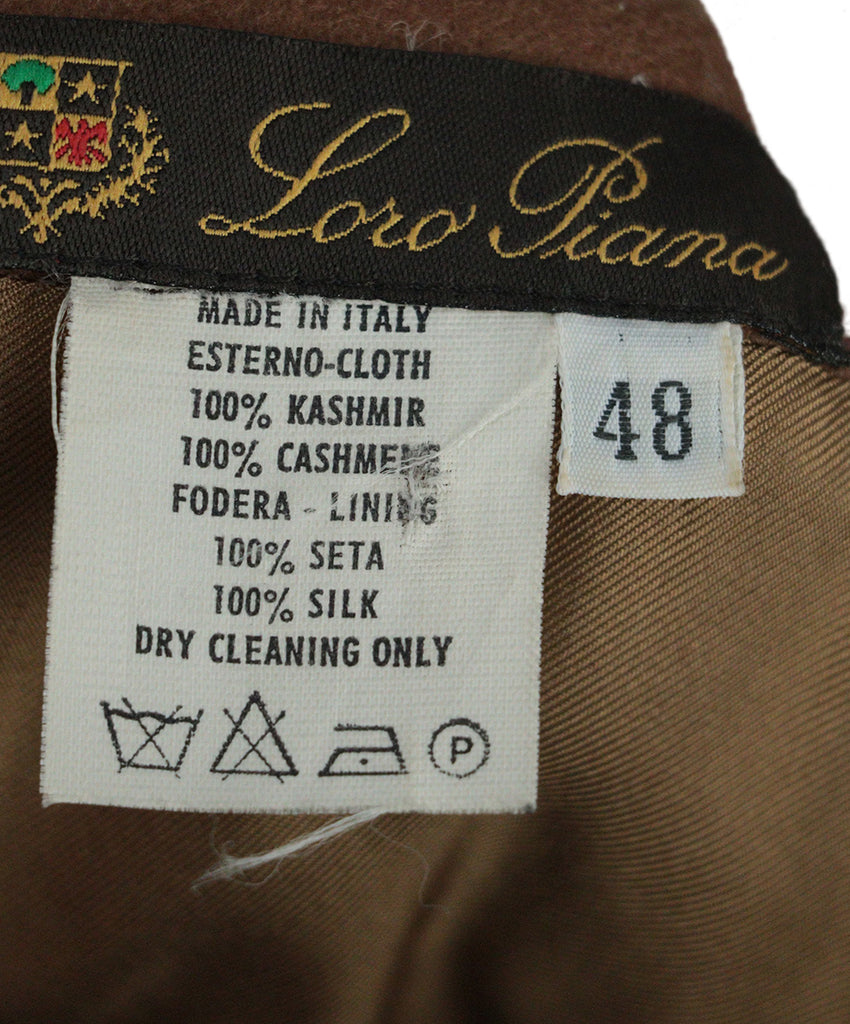 Loro Piana
MADE IN ITALY
ESTERNO-CLOTH
100% KASHMIR
100% CASHMERE
FODERA - LINING
100% SETA
100% SILK
DRY CLEANING ONLY
P
48